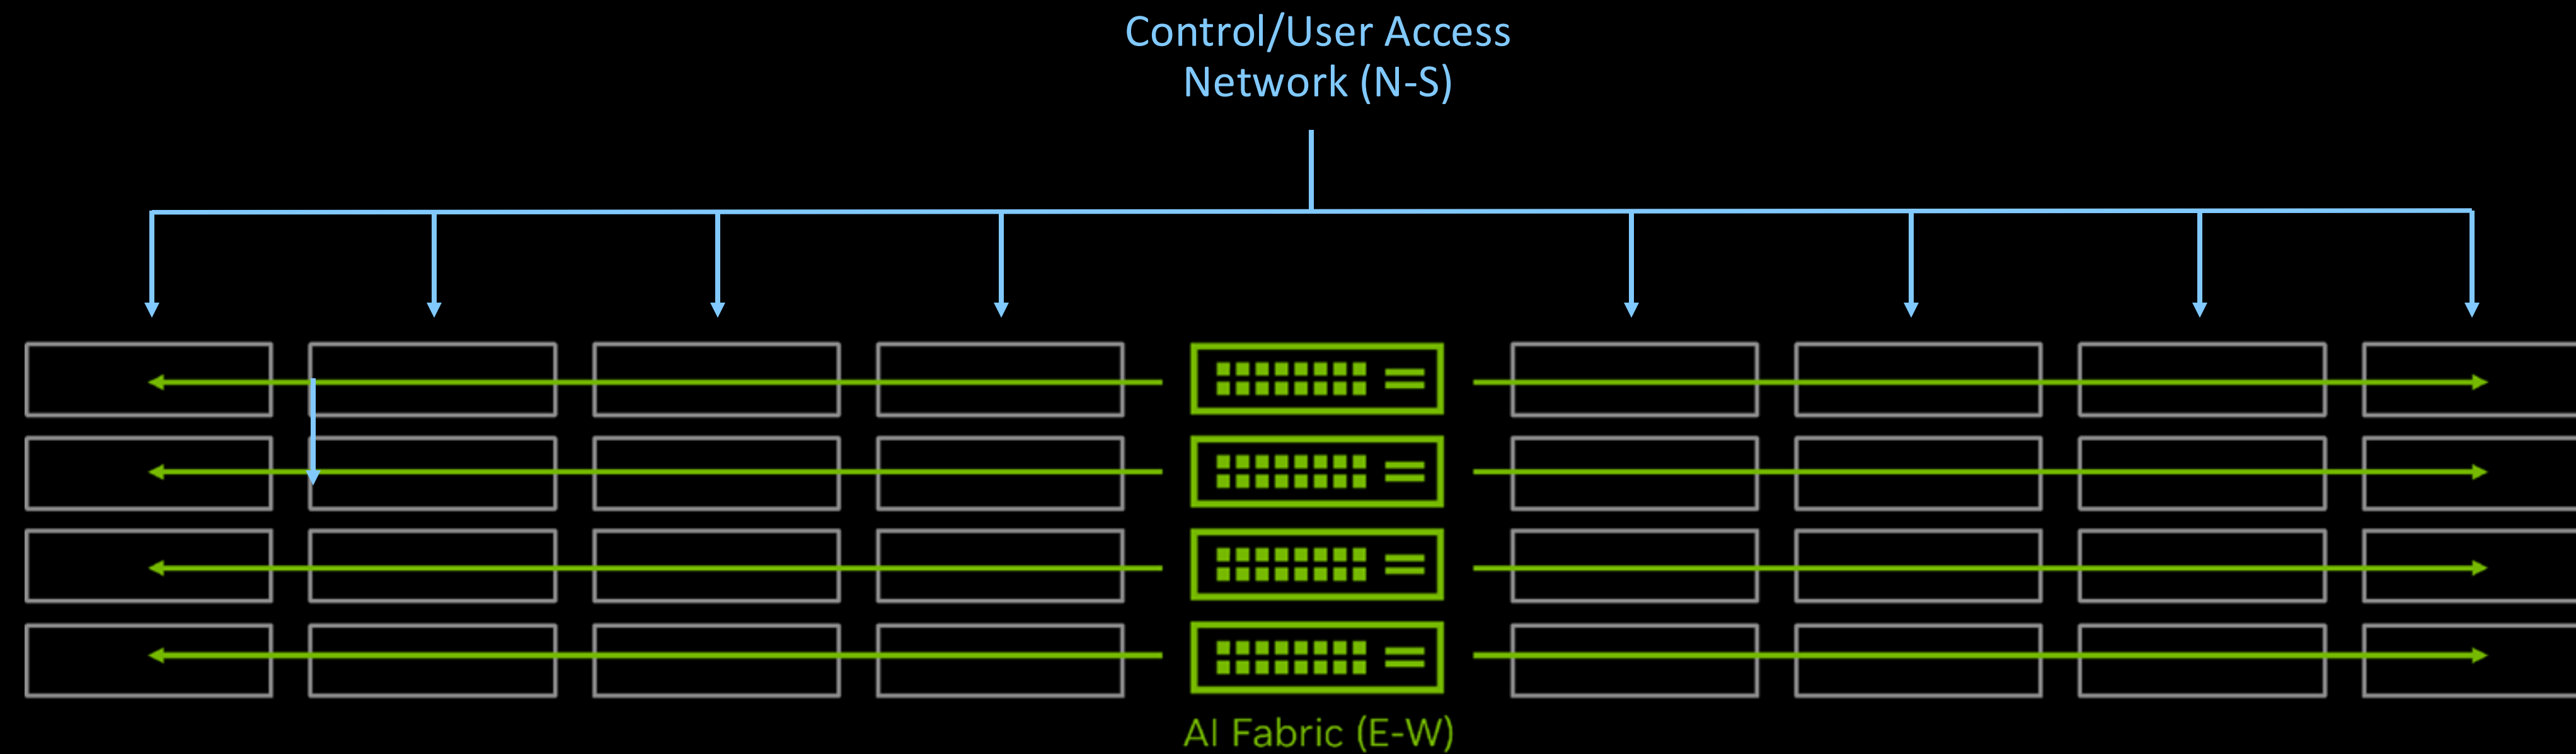 Control/User Access
Network (N-S)
AI Fabric (E-W)